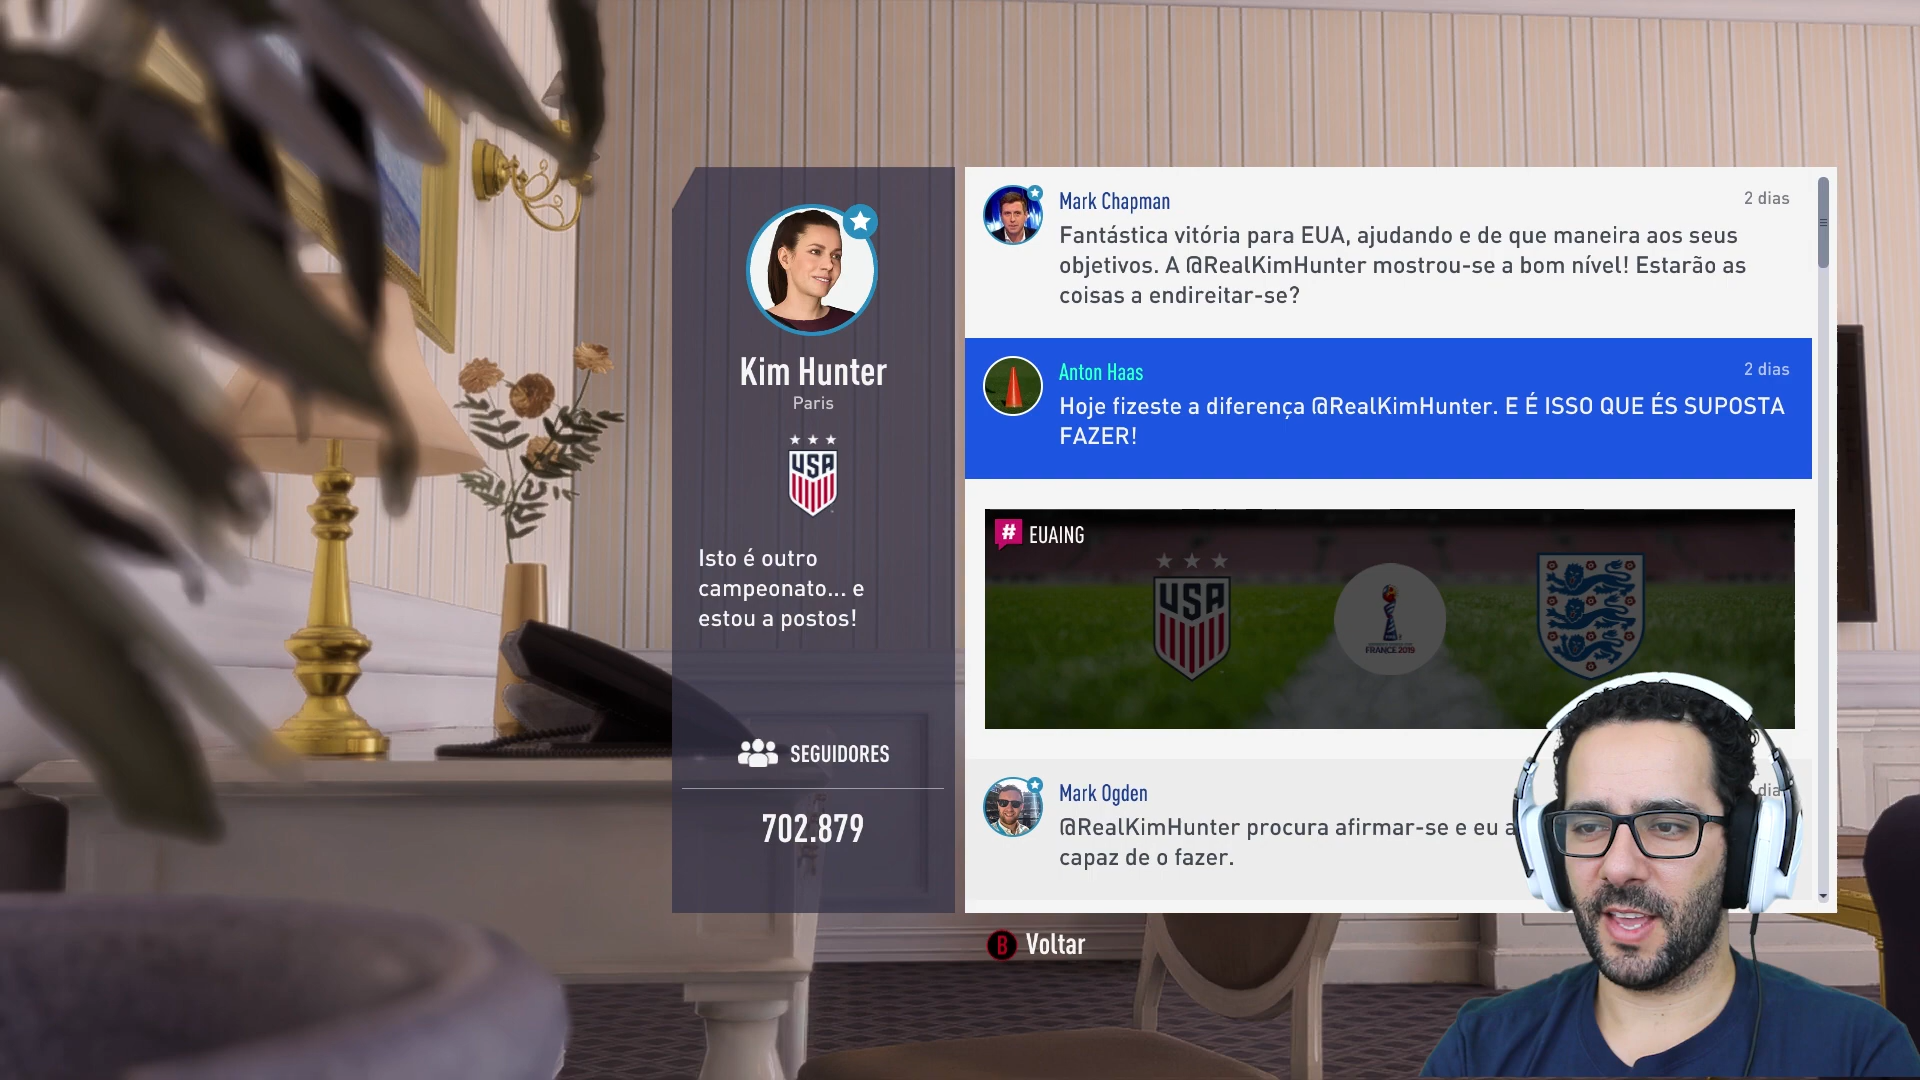 Kim Hunter
Paris
USA
Isto é outro
campeonato... e
estou a postos!
SEGUIDORES
702.879
Mark Chapman
2 dias
Fantástica vitória para EUA, ajudando e de que maneira aos seus
objetivos. A @RealKimHunter mostrou-se a bom nível! Estarão as
coisas a endireitar-se?
Anton Haas
2 dias
Hoje fizeste a diferença @RealKimHunter. E É ISSO QUE ÉS SUPOSTA
FAZER!
# EUAING
USA
FRANCE 2019
Mark Ogden
dia
@RealKimHunter procura afirmar-se e eu a
capaz de o fazer.
B Voltar